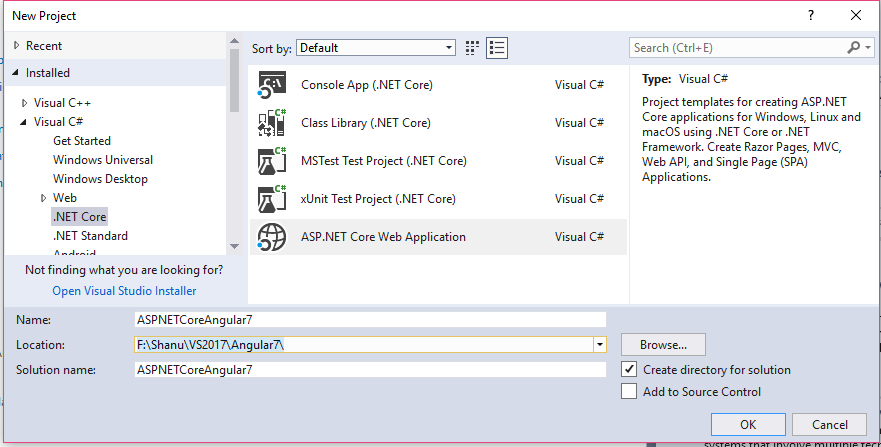 New Project
?
Recent
Installed
Visual C++
Visual C#
Get Started
Windows Universal
Windows Desktop
Web
.NET Core
.NET Standard
Android
Not finding what you are looking for?
Open Visual Studio Installer
Sort by: Default
Search (Ctrl+E)
Console App (.NET Core) Visual C#
Class Library (.NET Core) Visual C#
MSTest Test Project (.NET Core) Visual C#
xUnit Test Project (.NET Core) Visual C#
ASP.NET Core Web Application Visual C#
Type: Visual C#
Project templates for creating ASP.NET
Core applications for Windows, Linux and
macOS using .NET Core or .NET
Framework. Create Razor Pages, MVC,
Web API, and Single Page (SPA)
Applications.
Name: ASPNETCoreAngular7
Location: F:\Shanu\VS2017\Angular7\
Browse...
Solution name: ASPNETCoreAngular7
Create directory for solution
Add to Source Control
OK Cancel
systems that involve multiple